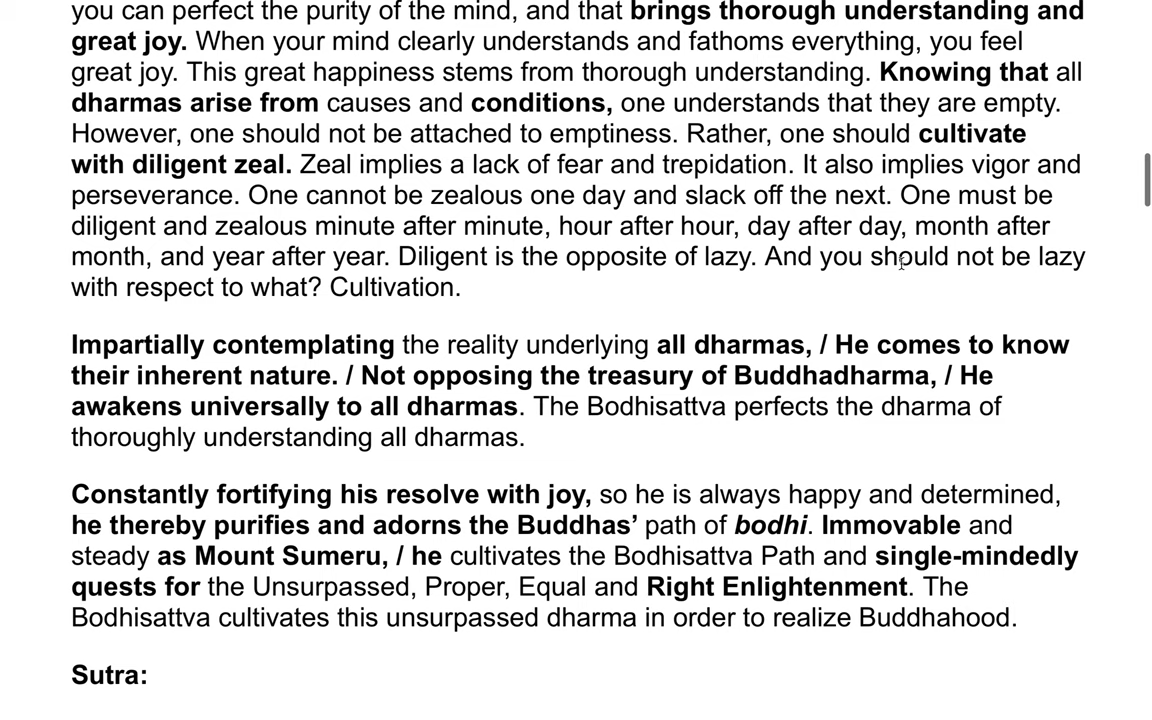 you can perfect the purity of the mind, and that brings thorough understanding and
great joy. When your mind clearly understands and fathoms everything, you feel
great joy. This great happiness stems from thorough understanding. Knowing that all
dharmas arise from causes and conditions, one understands that they are empty.
However, one should not be attached to emptiness. Rather, one should cultivate
with diligent zeal. Zeal implies a lack of fear and trepidation. It also implies vigor and
perseverance. One cannot be zealous one day and slack off the next. One must be
diligent and zealous minute after minute, hour after hour, day after day, month after
month, and year after year. Diligent is the opposite of lazy. And you should not be lazy
with respect to what? Cultivation.
Impartially contemplating the reality underlying all dharmas, / He comes to know
their inherent nature. / Not opposing the treasury of Buddhadharma, / He
awakens universally to all dharmas. The Bodhisattva perfects the dharma of
thoroughly understanding all dharmas.
Constantly fortifying his resolve with joy, so he is always happy and determined,
he thereby purifies and adorns the Buddhas’ path of bodhi. Immovable and
steady as Mount Sumeru, / he cultivates the Bodhisattva Path and single-mindedly
quests for the Unsurpassed, Proper, Equal and Right Enlightenment. The
Bodhisattva cultivates this unsurpassed dharma in order to realize Buddhahood.
Sutra: